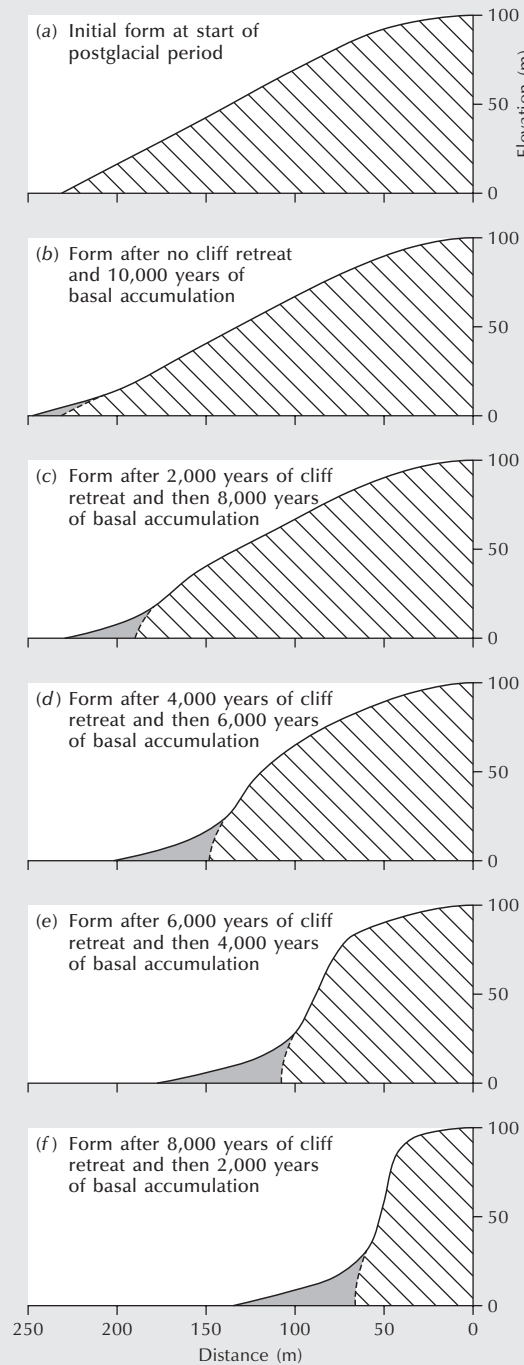 (a) Initial form at start of
postglacial period
100
50
0
Elevation (m)
(b) Form after no cliff retreat
and 10,000 years of
basal accumulation
100
50
0
(c) Form after 2,000 years of cliff
retreat and then 8,000 years
of basal accumulation
100
50
0
(d) Form after 4,000 years of cliff
retreat and then 6,000 years
of basal accumulation
100
50
0
(e) Form after 6,000 years of cliff
retreat and then 4,000 years
of basal accumulation
100
50
0
(f) Form after 8,000 years of cliff
retreat and then 2,000 years
of basal accumulation
100
50
0
250 200 150 100 50 0
Distance (m)